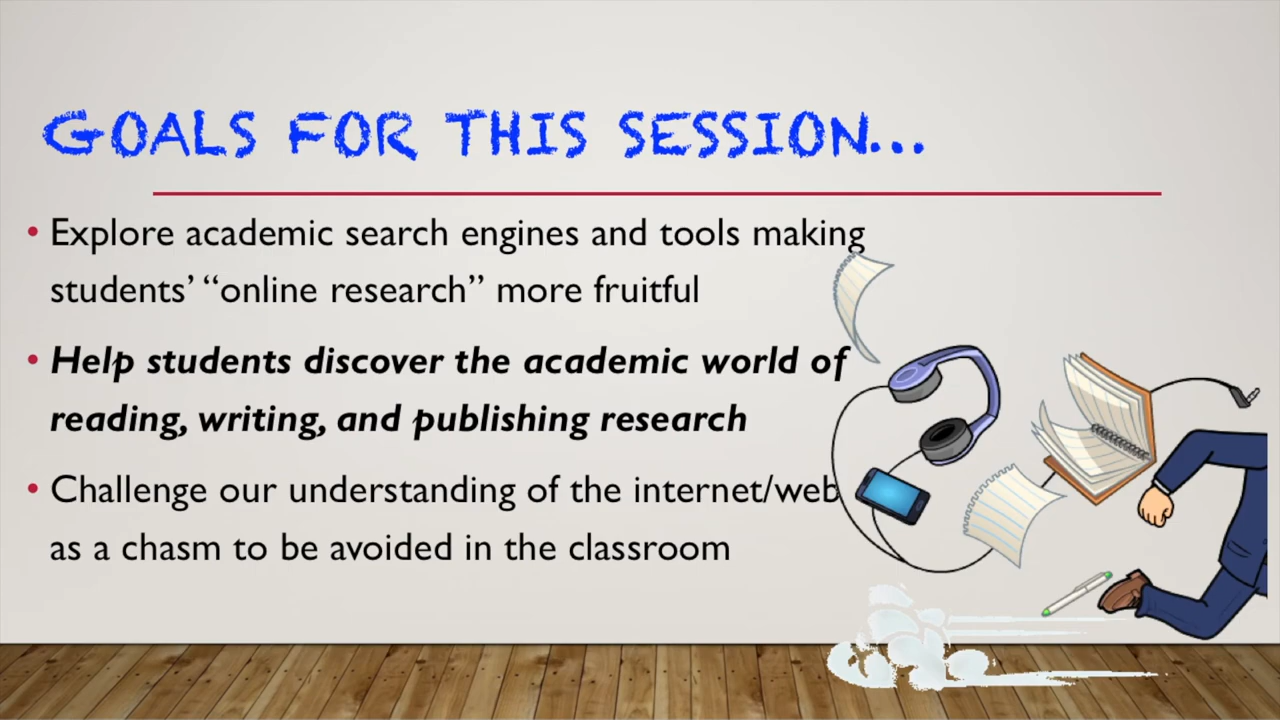 GOALS FOR THIS SESSION...
• Explore academic search engines and tools making
students’ “online research” more fruitful
• Help students discover the academic world of
reading, writing, and publishing research
• Challenge our understanding of the internet/web
as a chasm to be avoided in the classroom